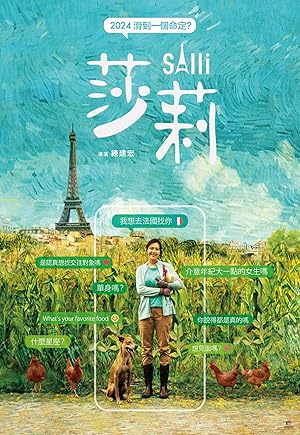 2024 滑到一個命定?
SAlli
莎莉
導演 練建宏
我想去法國找你 🇫🇷
是認真想找交往對象嗎
介意年紀大一點的女生嗎
單身嗎?
What's your favorite food 😋
你說得都是真的嗎
什麼星座?
想見面嗎?